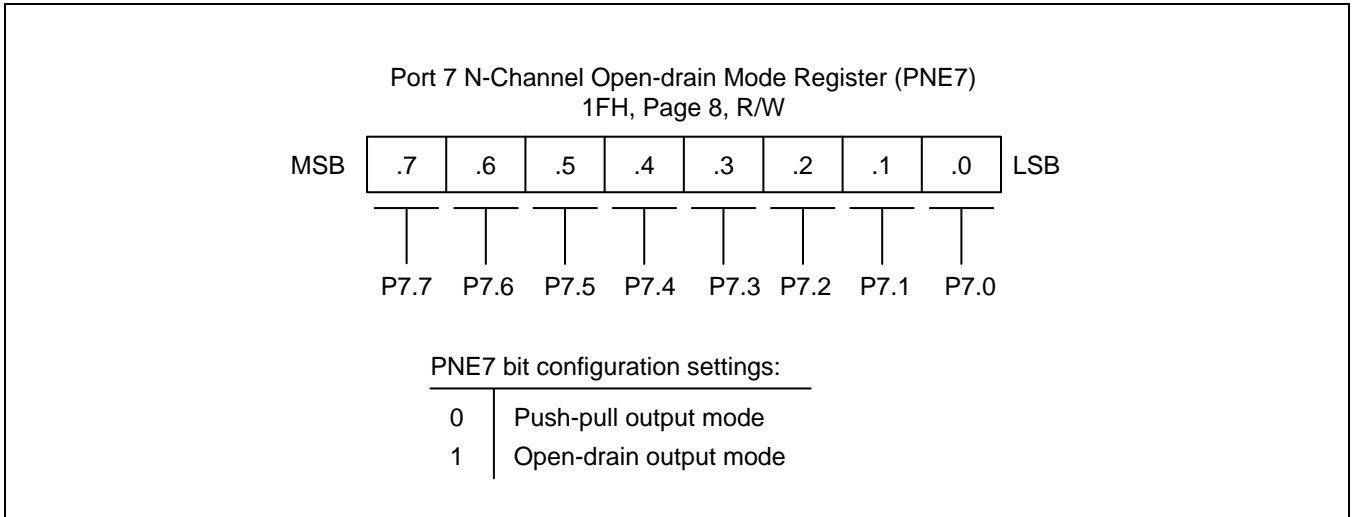 Port 7 N-Channel Open-drain Mode Register (PNE7)
1FH, Page 8, R/W
MSB .7 .6 .5 .4 .3 .2 .1 .0 LSB
P7.7 P7.6 P7.5 P7.4 P7.3 P7.2 P7.1 P7.0
PNE7 bit configuration settings:
0 Push-pull output mode
1 Open-drain output mode